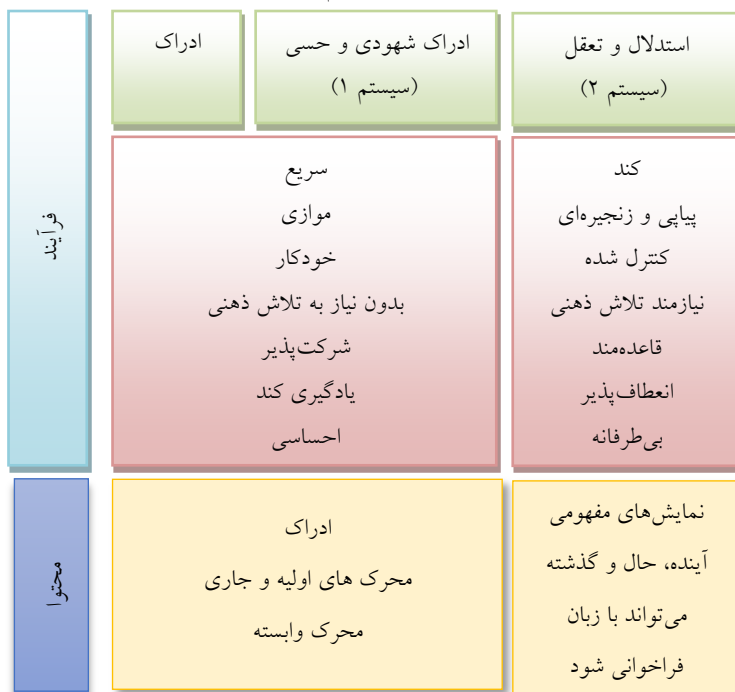 استدلال و تعقل
(سیستم ۲)
ادراک شهودی و حسی
(سیستم ۱)
ادراک
فرآیند
کند
پیاپی و زنجیره‌ای
کنترل شده
نیازمند تلاش ذهنی
قاعده‌مند
انعطاف‌پذیر
بی‌طرفانه
سریع
موازی
خودکار
بدون نیاز به تلاش ذهنی
شرکت‌پذیر
یادگیری کند
احساسی
محتوا
نمایش‌های مفهومی
آینده، حال و گذشته
می‌تواند با زبان
فراخوانی شود
ادراک
محرک های اولیه و جاری
محرک وابسته